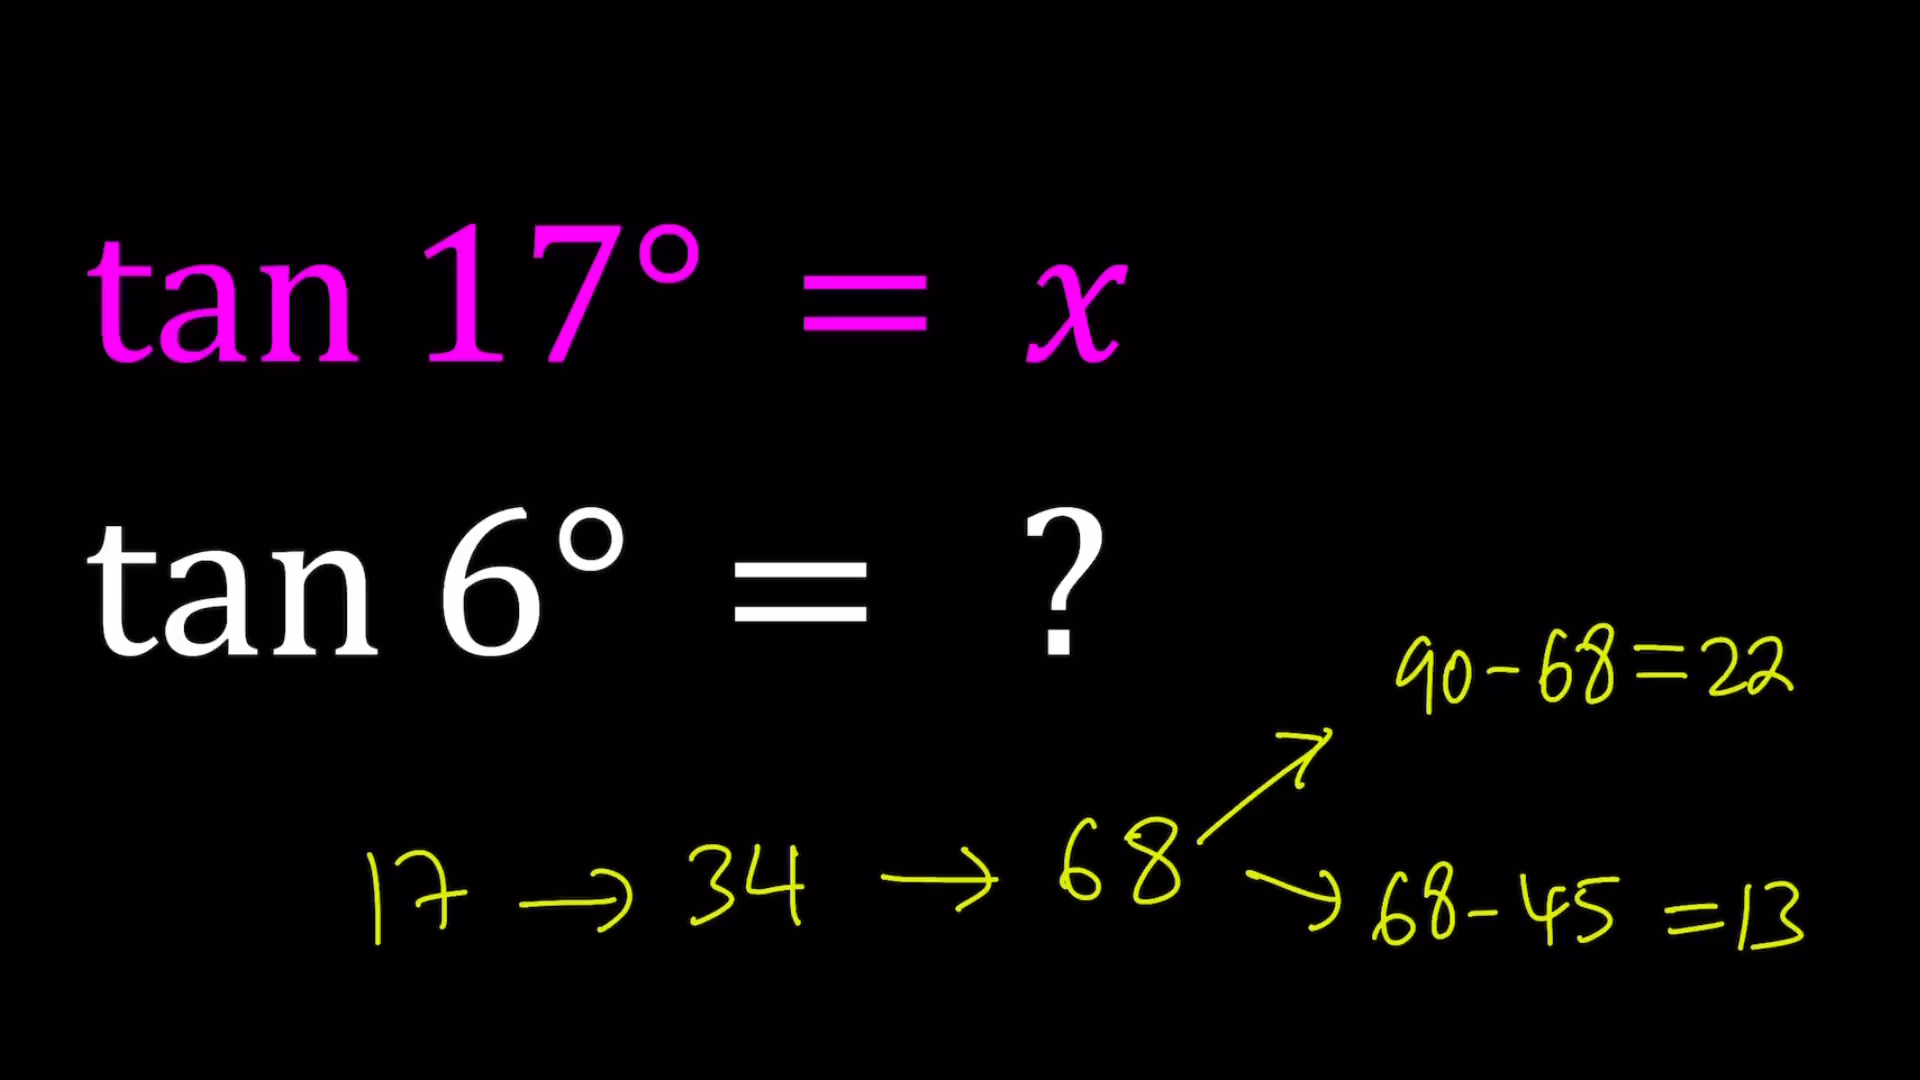 tan 17° = x
tan 6° = ?
90-68=22
17 → 34 → 68
68-45 =13